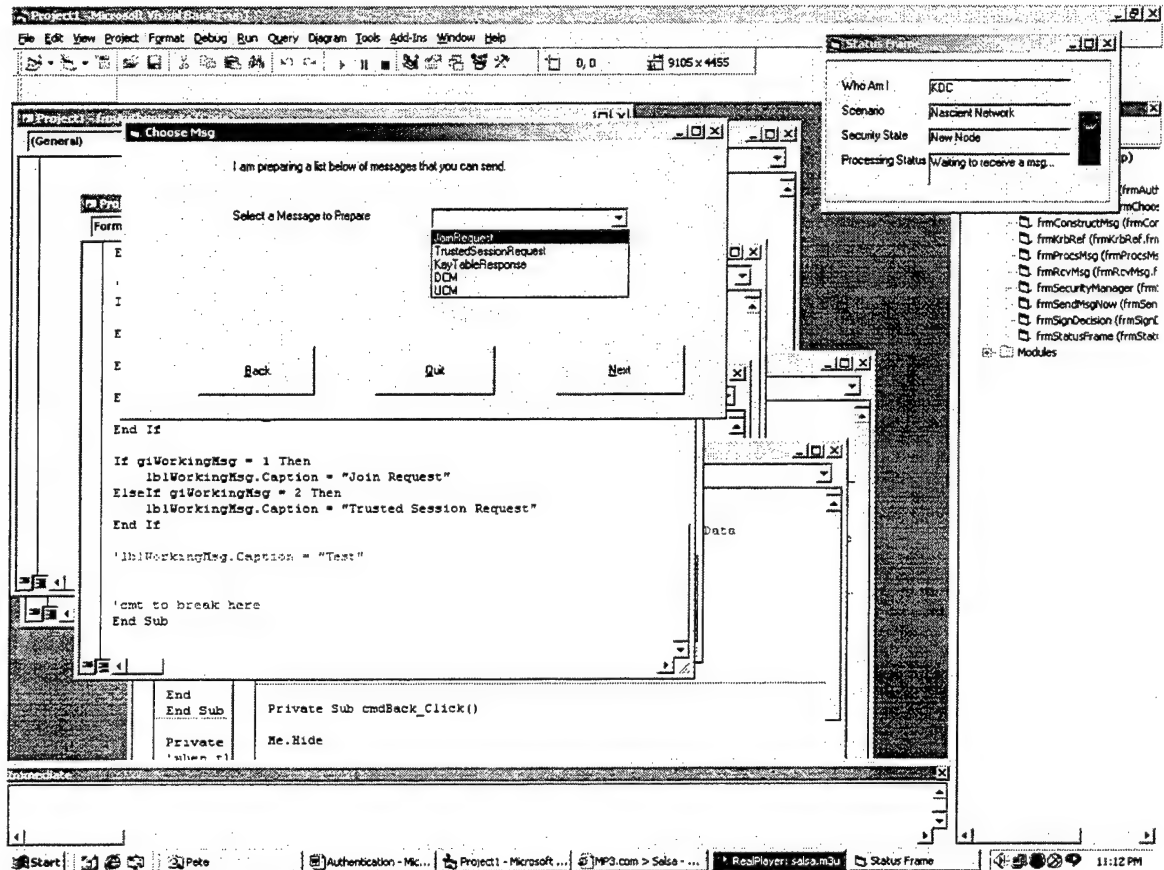 Project1 - Microsoft Visual Basic [run]
File Edit View Project Format Debug Run Query Diagram Tools Add-Ins Window Help
0, 0
9105 x 4455
Status Frame
Who Am I
KDC
Scenario
Nascient Network
Security State
New Node
Processing Status
Waiting to receive a msg...
(General)
Choose Msg
I am preparing a list below of messages that you can send.
Select a Message to Prepare
JoinRequest
TrustedSessionRequest
KeyTableResponse
DCM
UCM
Back
Quit
Next
Form
End If
If giWorkingMsg = 1 Then
lblWorkingMsg.Caption = "Join Request"
ElseIf giWorkingMsg = 2 Then
lblWorkingMsg.Caption = "Trusted Session Request"
End If
'lblWorkingMsg.Caption = "Test"
'cmt to break here
End Sub
Data
p)
(frmAuth
frmConstructMsg (frmCor
frmKrbRef (frmKrbRef.frm
frmProcsMsg (frmProcsMs
frmRcvMsg (frmRcvMsg.f
frmSecurityManager (frm
frmSendMsgNow (frmSen
frmSignDecision (frmSign
frmStatusFrame (frmStat
Modules
End
End Sub
Private
Private Sub cmdBack_Click()
Me.Hide
Immediate
Start
Pete
Authentication - Mic...
Project1 - Microsoft ...
MP3.com > Salsa - ...
RealPlayer: salsa.m3u
Status Frame
11:12 PM